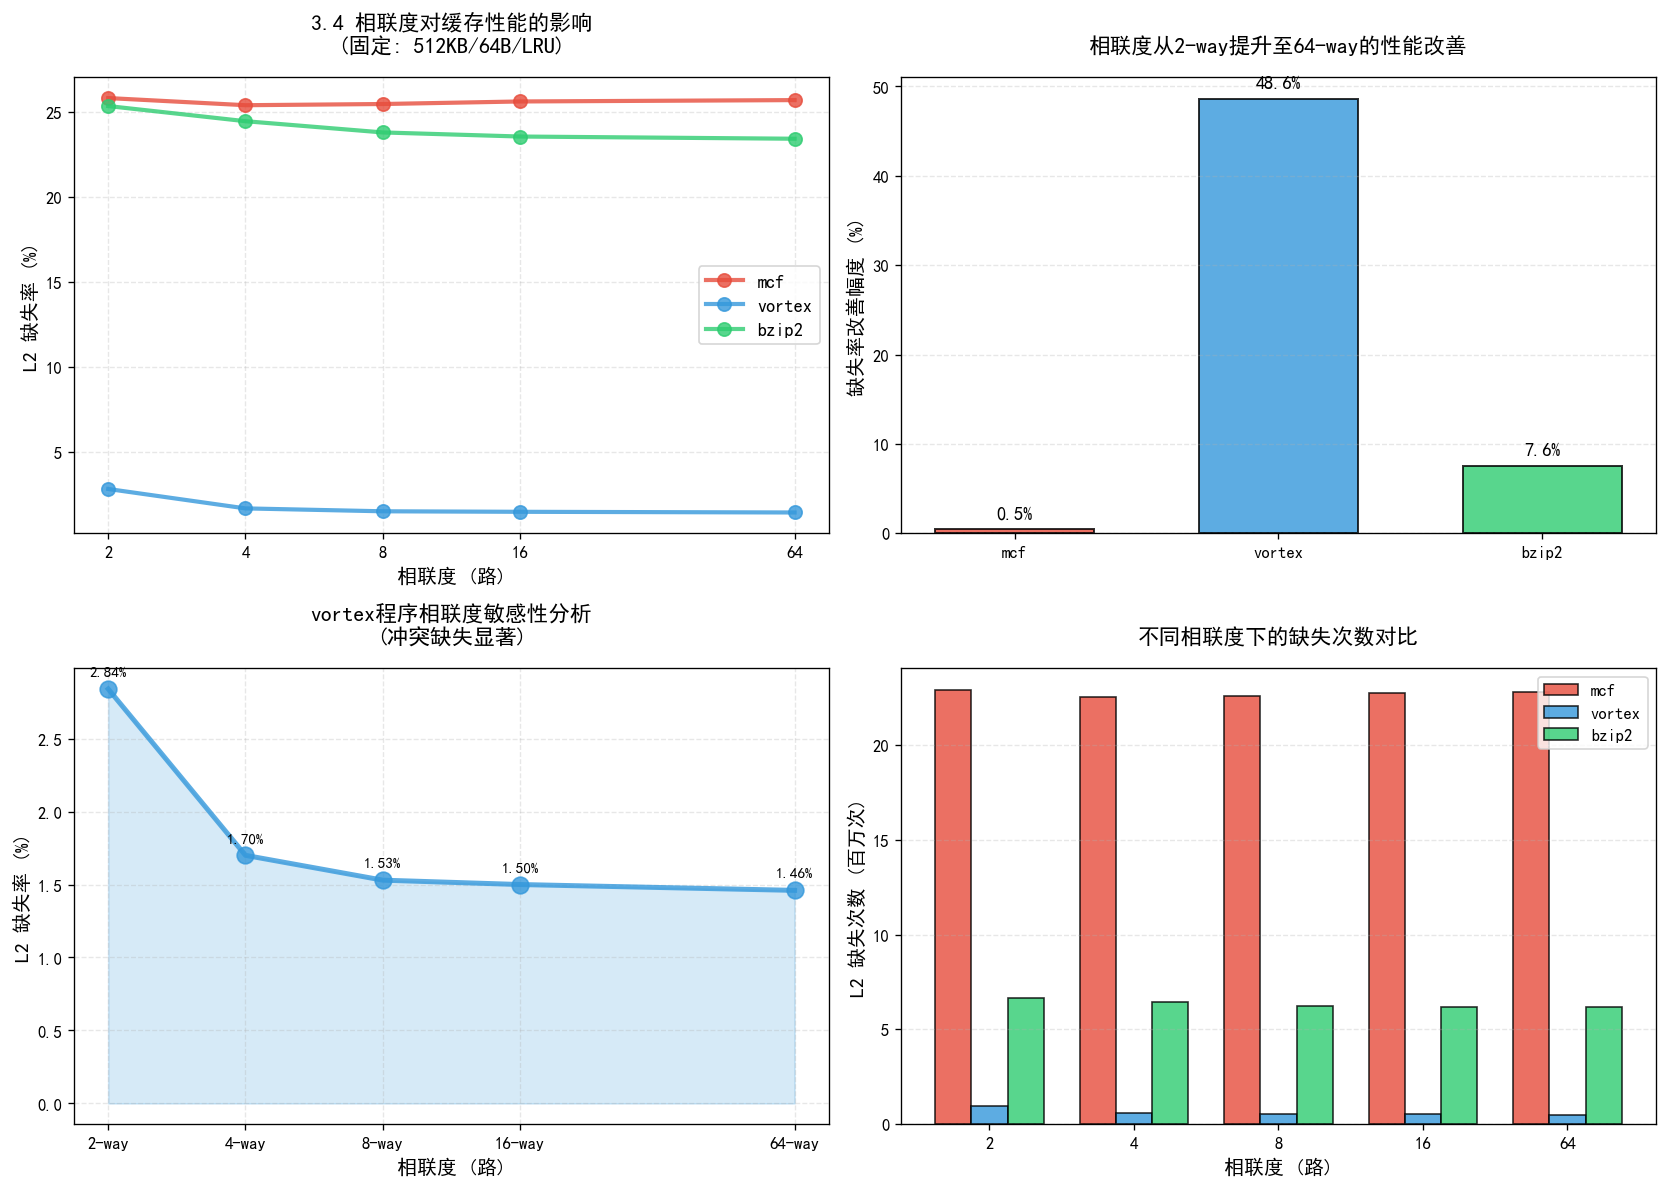 3.4 相联度对缓存性能的影响
(固定: 512KB/64B/LRU)
25
20
15
10
5
L2 缺失率 (%)
mcf
vortex
bzip2
2
4
8
16
64
相联度 (路)
相联度从2-way提升至64-way的性能改善
50
40
30
20
10
0
缺失率改善幅度 (%)
0.5%
48.6%
7.6%
mcf
vortex
bzip2
vortex程序相联度敏感性分析
(冲突缺失显著)
2.5
2.0
1.5
1.0
0.5
0.0
L2 缺失率 (%)
2.84%
1.70%
1.53%
1.50%
1.46%
2-way
4-way
8-way
16-way
64-way
相联度 (路)
不同相联度下的缺失次数对比
20
15
10
5
0
L2 缺失次数 (百万次)
mcf
vortex
bzip2
2
4
8
16
64
相联度 (路)